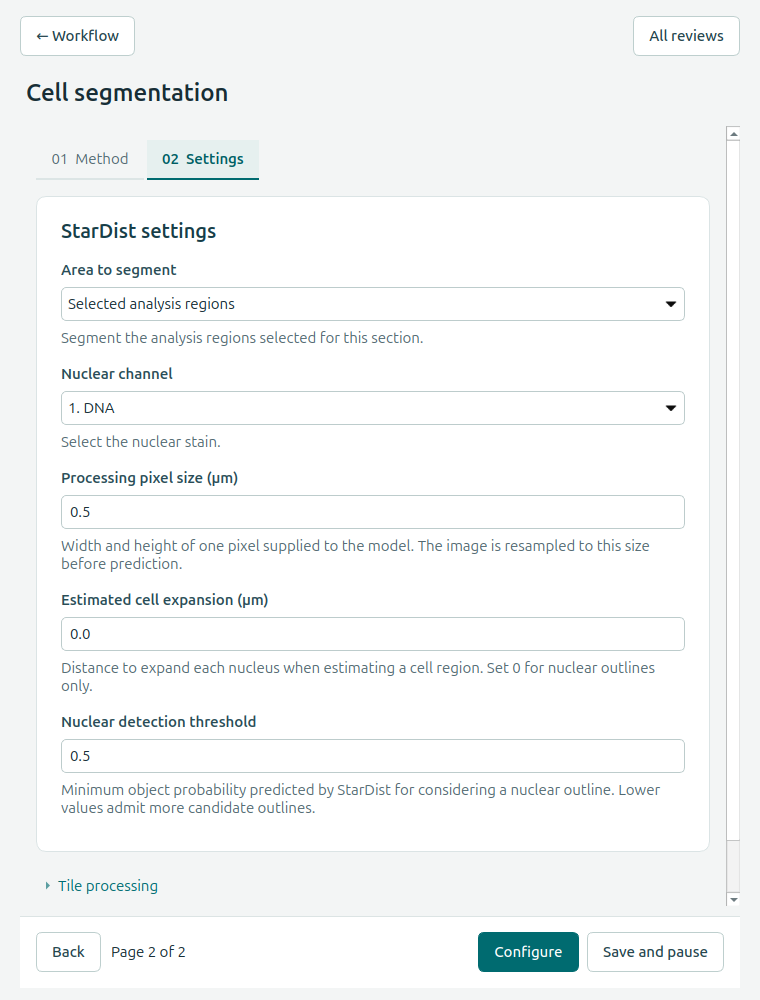 ← Workflow
All reviews
Cell segmentation
01 Method
02 Settings
StarDist settings
Area to segment
Selected analysis regions
Segment the analysis regions selected for this section.
Nuclear channel
1. DNA
Select the nuclear stain.
Processing pixel size (µm)
0.5
Width and height of one pixel supplied to the model. The image is resampled to this size
before prediction.
Estimated cell expansion (µm)
0.0
Distance to expand each nucleus when estimating a cell region. Set 0 for nuclear outlines
only.
Nuclear detection threshold
0.5
Minimum object probability predicted by StarDist for considering a nuclear outline. Lower
values admit more candidate outlines.
Tile processing
Back
Page 2 of 2
Configure
Save and pause